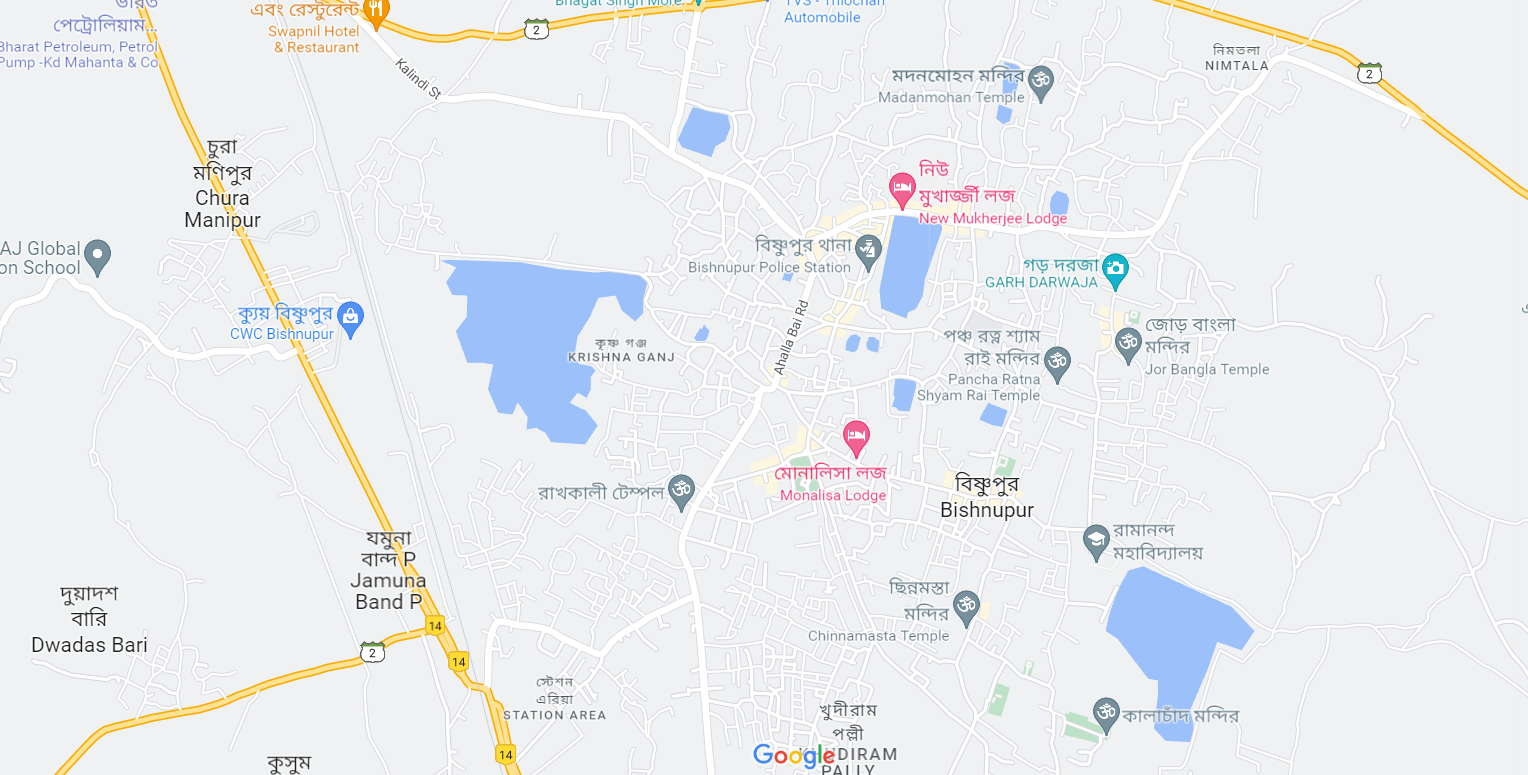 ভারত
পেট্রোলিয়াম...
Bharat Petroleum, Petrol
Pump -Kd Mahanta & Co
এবং রেস্টুরেন্ট
Swapnil Hotel
& Restaurant
2
Bhagat Singh More
TVS - Thlochan
Automobile
Kalindi St
নিমতলা
NIMTALA
2
মদনমোহন মন্দির
Madanmohan Temple
চুরা
মণিপুর
Chura
Manipur
নিউ
মুখার্জ্জী লজ
New Mukherjee Lodge
AJ Global
on School
বিষ্ণুপুর থানা
Bishnupur Police Station
গড় দরজা
GARH DARWAJA
ক্যুয় বিষ্ণুপুর
CWC Bishnupur
Ahalla Bai Rd
কৃষ্ণ গঞ্জ
KRISHNA GANJ
পঞ্চ রত্ন শ্যাম
রাই মন্দির
Pancha Ratna
Shyam Rai Temple
জোড় বাংলা
মন্দির
Jor Bangla Temple
মোনালিসা লজ
Monalisa Lodge
রাখকালী টেম্পল
বিষ্ণুপুর
Bishnupur
রামানন্দ
মহাবিদ্যালয়
যমুনা
বান্দ P
Jamuna
Band P
দুয়াদশ
বারি
Dwadas Bari
14
2
14
ছিন্নমস্তা
মন্দির
Chinnamasta Temple
স্টেশন
এরিয়া
STATION AREA
খুদীরাম
পল্লী
KHUDIRAM
PALLY
কালাচাঁদ মন্দির
14
Google
কুসুম